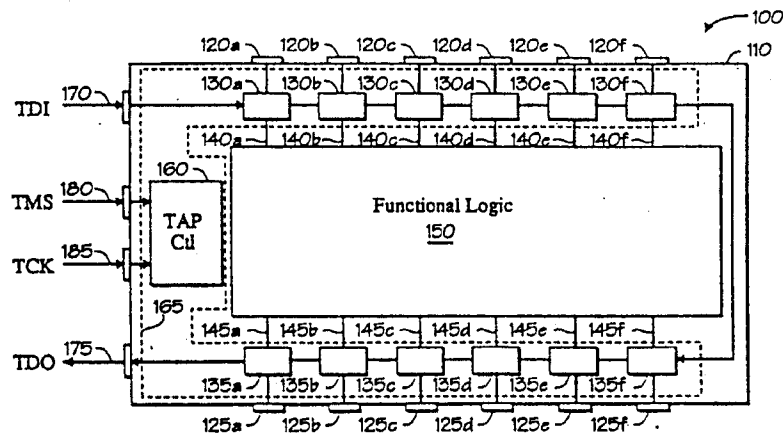 100
120a 120b 120c 120d 120e 120f 110
130a 130b 130c 130d 130e 130f
170
TDI
140a 140b 140c 140d 140e 140f
160
180
TMS
TAP
Ctl
Functional Logic
150
185
TCK
165
145a 145b 145c 145d 145e 145f
175
TDO
135a 135b 135c 135d 135e 135f
125a 125b 125c 125d 125e 125f